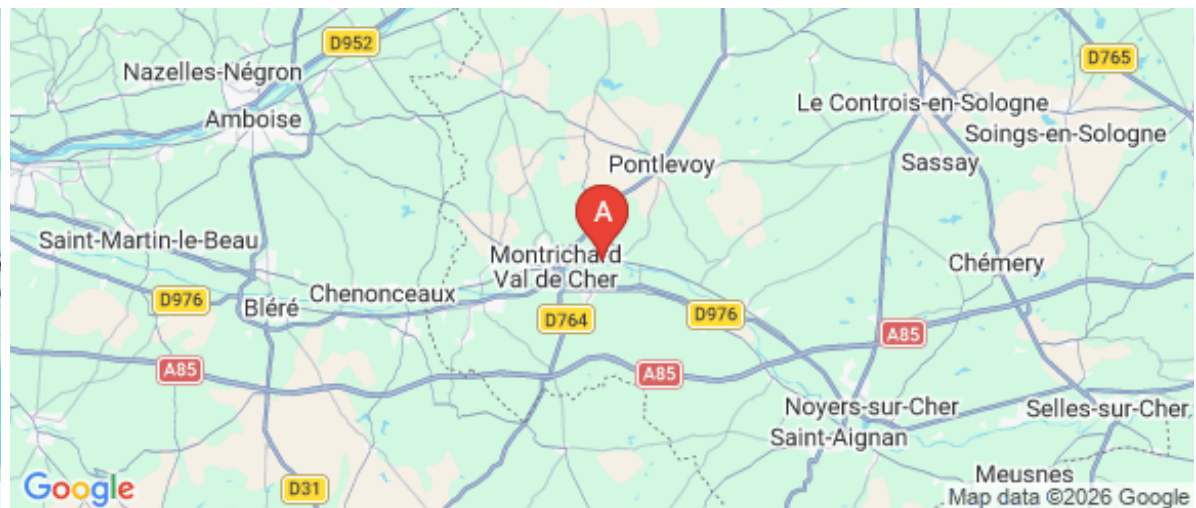 D952
D765
Nazelles-Négron
Amboise
Le Controis-en-Sologne
Soings-en-Sologne
Pontlevoy
Sassay
A
Saint-Martin-le-Beau
Montrichard
Val de Cher
Chémery
D976
Bléré
Chenonceaux
D764
D976
A85
A85
A85
Noyers-sur-Cher
Selles-sur-Cher
Saint-Aignan
Meusnes
D31
Google
Map data ©2026 Google